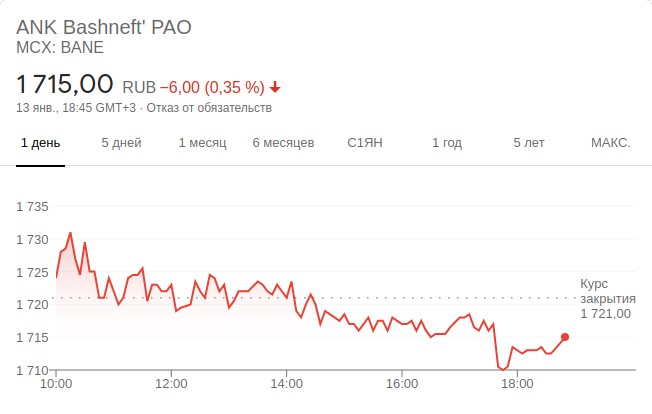 ANK Bashneft' PAO
MCX: BANE
1 715,00 RUB −6,00 (0,35 %)
13 янв., 18:45 GMT+3 · Отказ от обязательств
1 день 5 дней 1 месяц 6 месяцев С1ЯН 1 год 5 лет МАКС.
1 735
1 730
1 725
1 720
1 715
1 710
Курс
закрытия
1 721,00
10:00 12:00 14:00 16:00 18:00